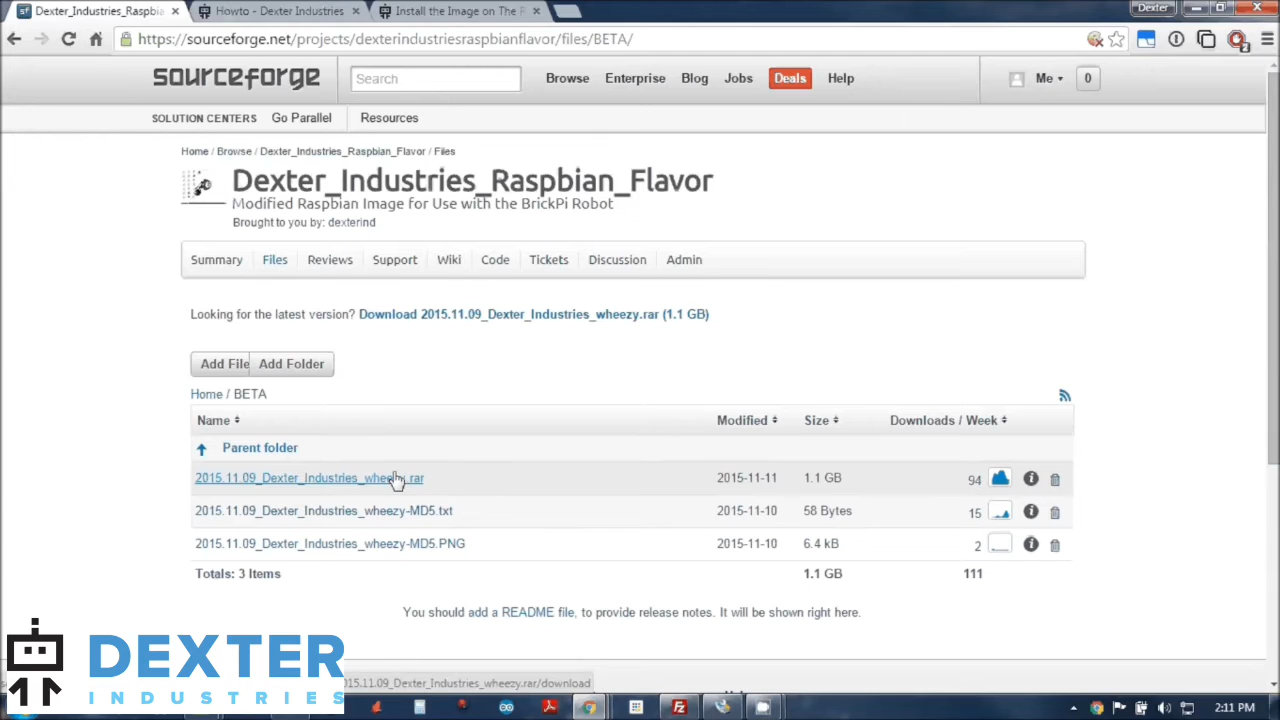 Dexter_Industries_Raspbia
Howto - Dexter Industries
Install the Image on The F
Dexter
https://sourceforge.net/projects/dexterindustriesraspbianflavor/files/BETA/
2
sourceforge
Search
Browse
Enterprise
Blog
Jobs
Deals
Help
Me
0
SOLUTION CENTERS
Go Parallel
Resources
Home / Browse / Dexter_Industries_Raspbian_Flavor / Files
Dexter_Industries_Raspbian_Flavor
Modified Raspbian Image for Use with the BrickPi Robot
Brought to you by: dexterind
Summary
Files
Reviews
Support
Wiki
Code
Tickets
Discussion
Admin
Looking for the latest version? Download 2015.11.09_Dexter_Industries_wheezy.rar (1.1 GB)
Add File
Add Folder
Home / BETA
Name
Modified
Size
Downloads / Week
Parent folder
2015.11.09_Dexter_Industries_wheezy.rar
2015-11-11
1.1 GB
94
2015.11.09_Dexter_Industries_wheezy-MD5.txt
2015-11-10
58 Bytes
15
2015.11.09_Dexter_Industries_wheezy-MD5.PNG
2015-11-10
6.4 kB
2
Totals: 3 Items
1.1 GB
111
You should add a README file, to provide release notes. It will be shown right here.
DEXTER
INDUSTRIES
2015.11.09_Dexter_Industries_wheezy.rar/download
2:11 PM